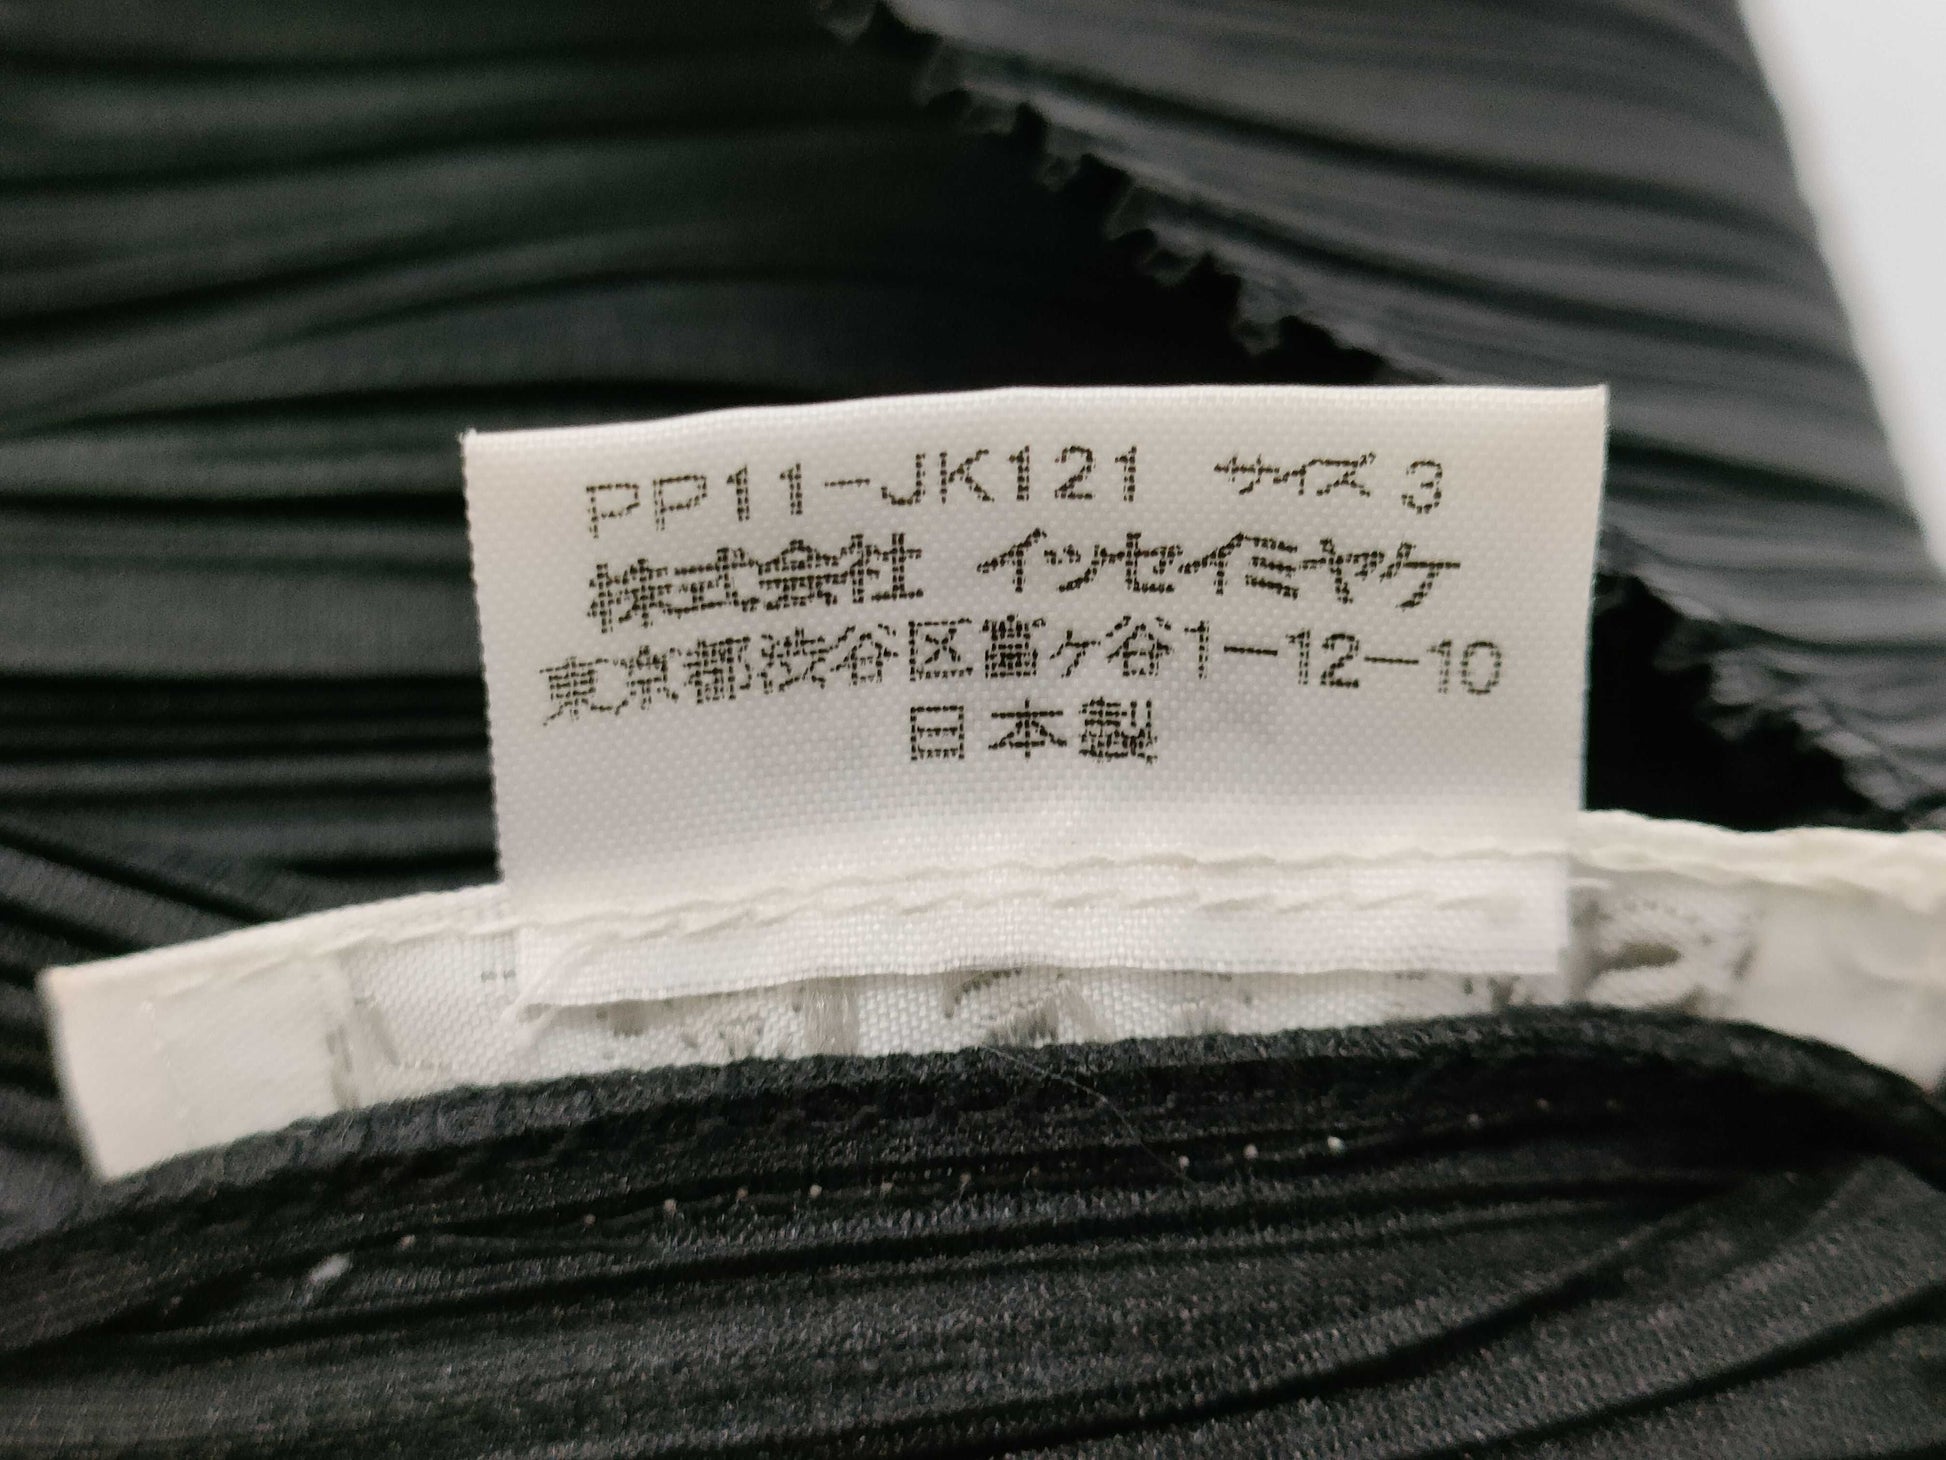 PP11-JK121 サイズ 3
株式会社 イッセイミヤケ
東京都渋谷区富ヶ谷1-12-10
日本製